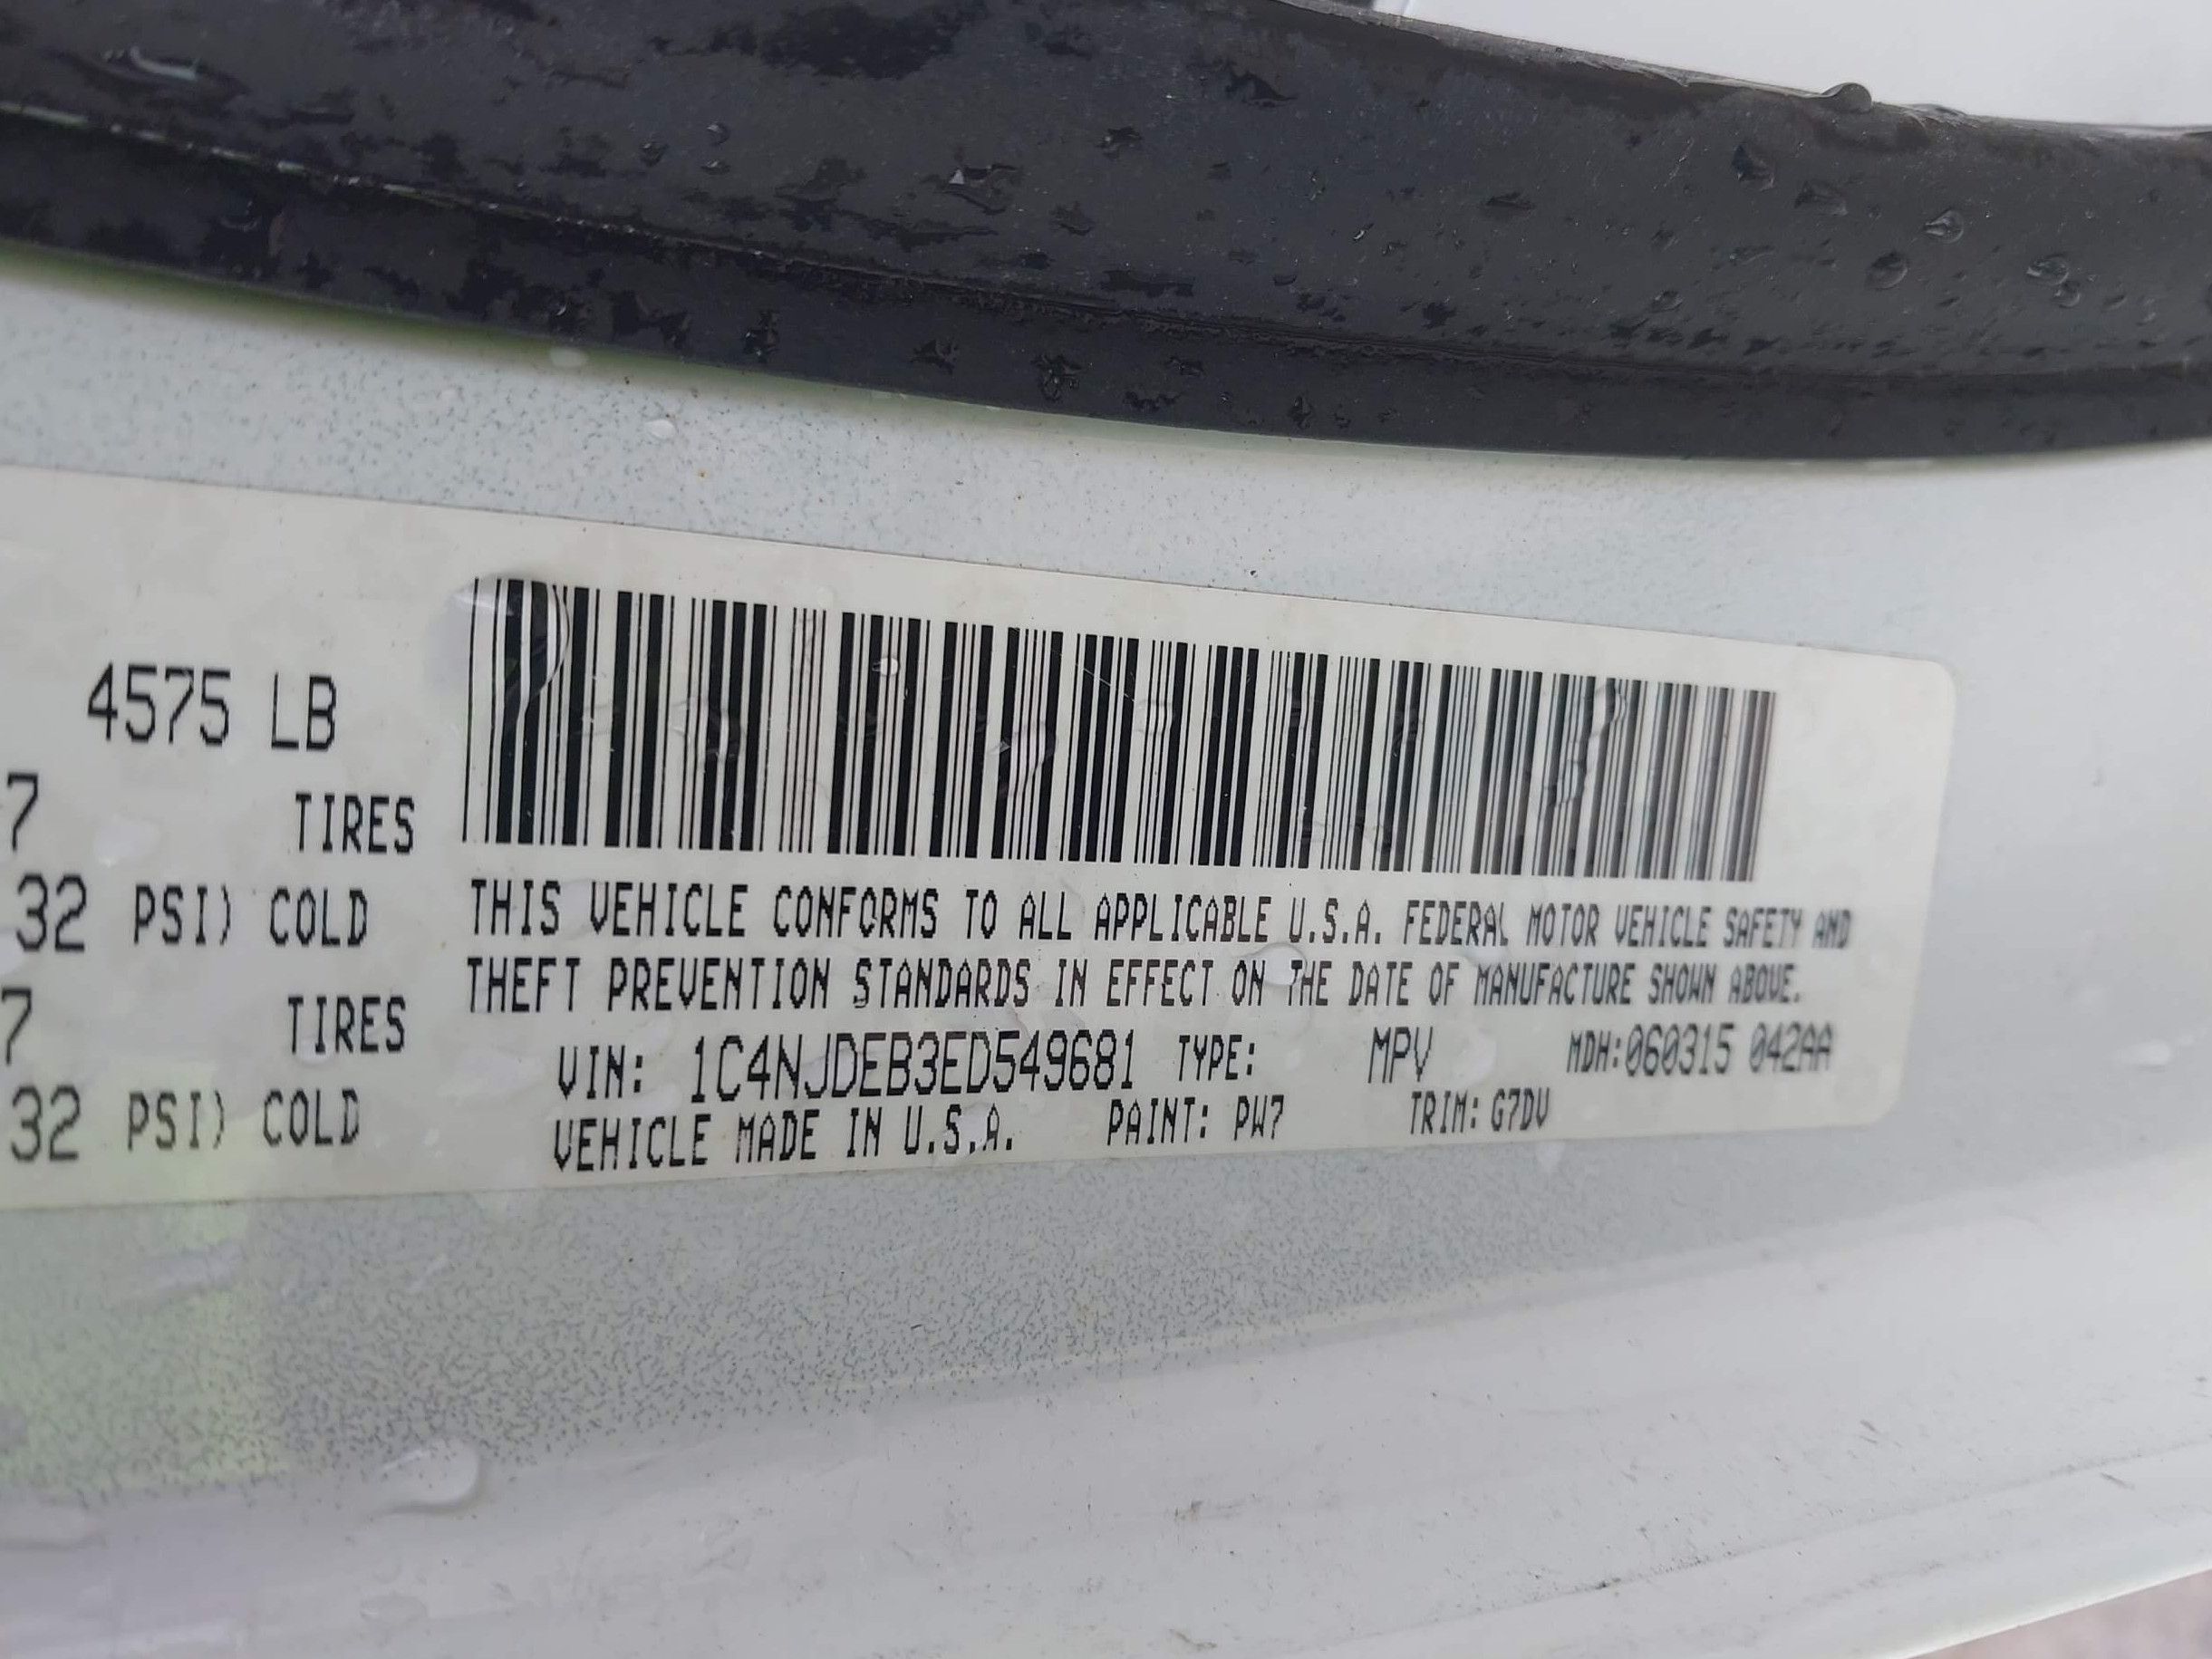 4575 LB
7 TIRES
32 PSI) COLD
7 TIRES
32 PSI) COLD
THIS VEHICLE CONFORMS TO ALL APPLICABLE U.S.A. FEDERAL MOTOR VEHICLE SAFETY AND
THEFT PREVENTION STANDARDS IN EFFECT ON THE DATE OF MANUFACTURE SHOWN ABOVE.
VIN: 1C4NJDEB3ED549681 TYPE: MPV MDH:060315 042AA
VEHICLE MADE IN U.S.A. PAINT: PW7 TRIM: G7DV